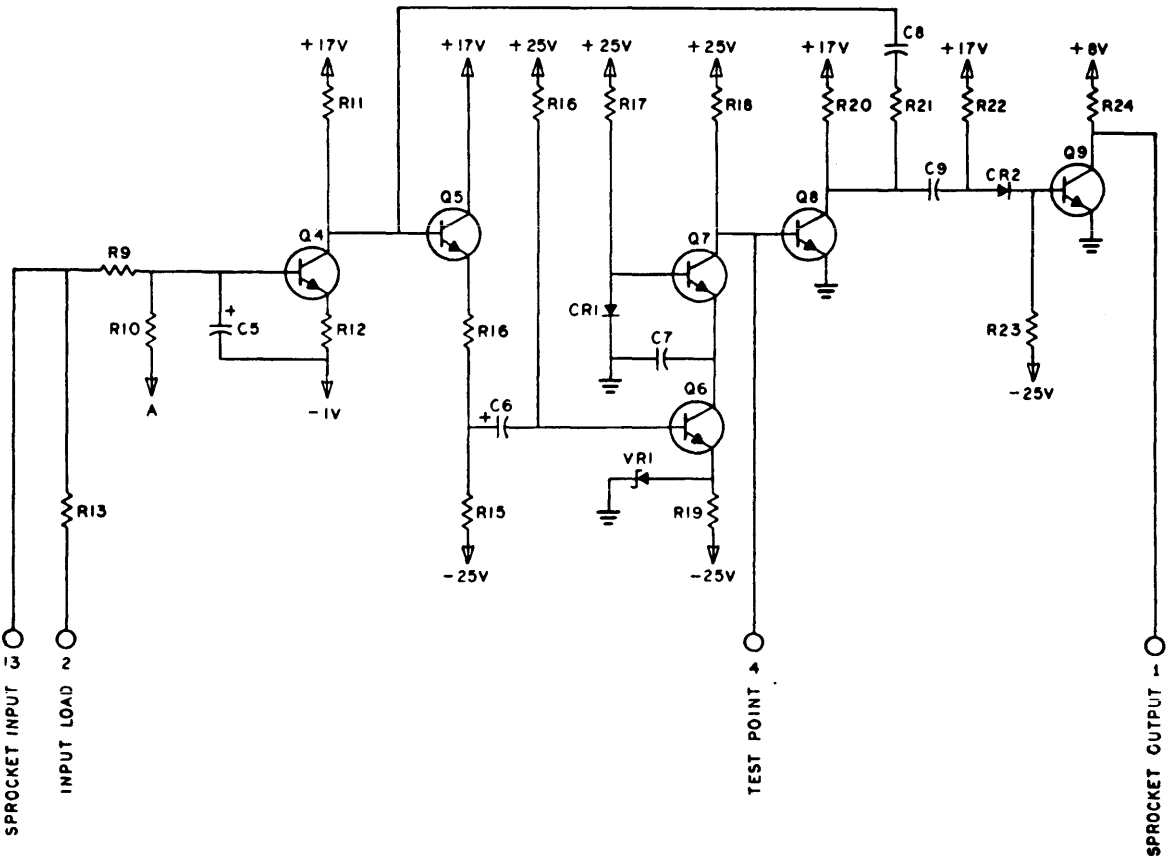 C8
+17V
+17V
+25V
+25V
+25V
+17V
+17V
+8V
R11
R16
R17
R18
R20
R21
R22
R24
Q9
C9
CR2
Q5
Q8
Q4
Q7
R9
CR1
R10
+
C5
R12
R16
C7
R23
A
-1V
Q6
-25V
+
C6
VR1
R13
R15
R19
-25V
-25V
SPROCKET INPUT 13
INPUT LOAD 2
TEST POINT 4
SPROCKET OUTPUT 1